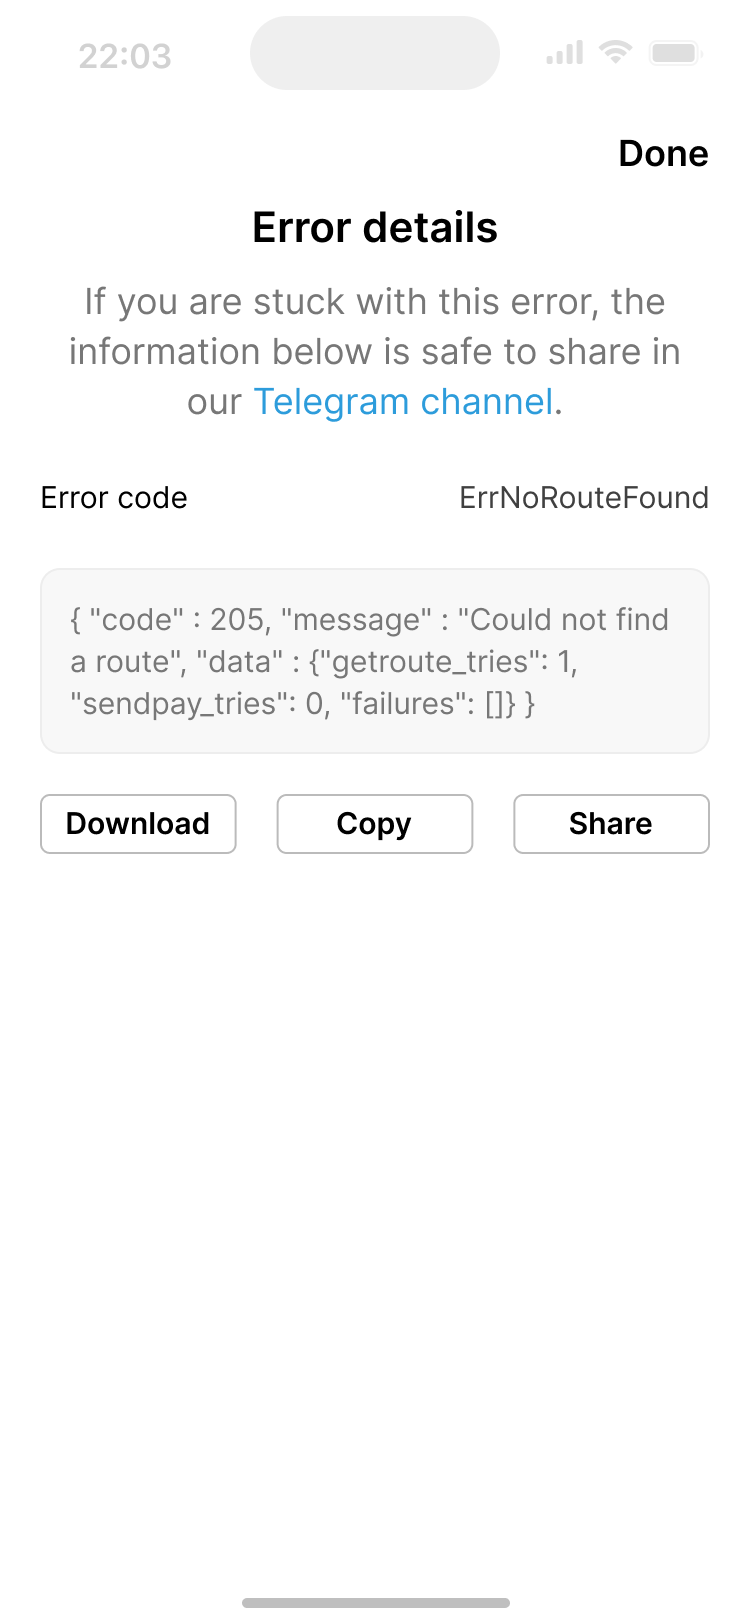 22:03
Done
Error details
If you are stuck with this error, the
information below is safe to share in
our Telegram channel.
Error code ErrNoRouteFound
{ "code" : 205, "message" : "Could not find
a route", "data" : {"getroute_tries": 1,
"sendpay_tries": 0, "failures": []} }
Download Copy Share